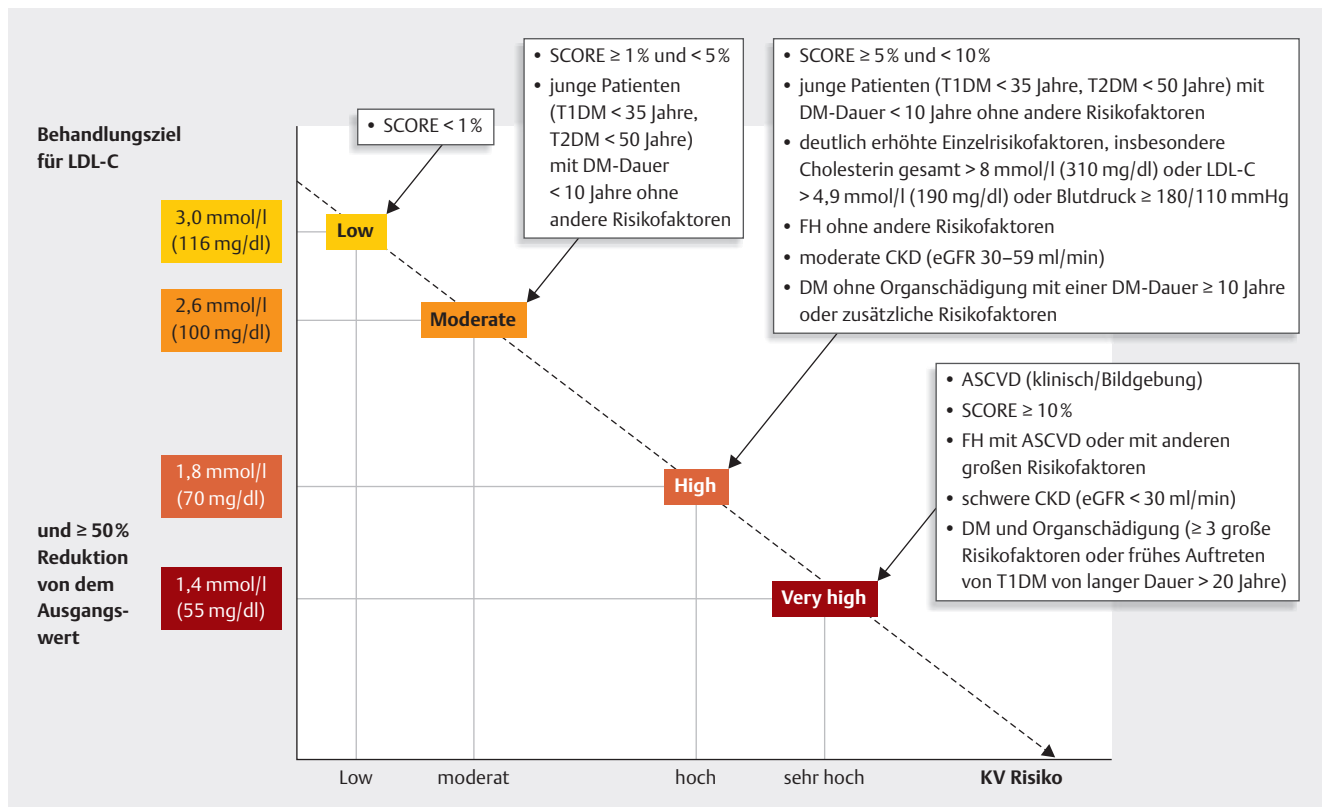 Behandlungsziel
für LDL-C
3,0 mmol/l
(116 mg/dl)
2,6 mmol/l
(100 mg/dl)
1,8 mmol/l
(70 mg/dl)
und ≥ 50 %
Reduktion
von dem
Ausgangs-
wert
1,4 mmol/l
(55 mg/dl)
• SCORE < 1 %
Low
• SCORE ≥ 1 % und < 5 %
• junge Patienten
(T1DM < 35 Jahre,
T2DM < 50 Jahre)
mit DM-Dauer
< 10 Jahre ohne
andere Risikofaktoren
Moderate
• SCORE ≥ 5 % und < 10 %
• junge Patienten (T1DM < 35 Jahre, T2DM < 50 Jahre) mit
DM-Dauer < 10 Jahre ohne andere Risikofaktoren
• deutlich erhöhte Einzelrisikofaktoren, insbesondere
Cholesterin gesamt > 8 mmol/l (310 mg/dl) oder LDL-C
> 4,9 mmol/l (190 mg/dl) oder Blutdruck ≥ 180/110 mmHg
• FH ohne andere Risikofaktoren
• moderate CKD (eGFR 30–59 ml/min)
• DM ohne Organschädigung mit einer DM-Dauer ≥ 10 Jahre
oder zusätzliche Risikofaktoren
High
• ASCVD (klinisch/Bildgebung)
• SCORE ≥ 10 %
• FH mit ASCVD oder mit anderen
großen Risikofaktoren
• schwere CKD (eGFR < 30 ml/min)
• DM und Organschädigung (≥ 3 große
Risikofaktoren oder frühes Auftreten
von T1DM von langer Dauer > 20 Jahre)
Very high
Low
moderat
hoch
sehr hoch
KV Risiko